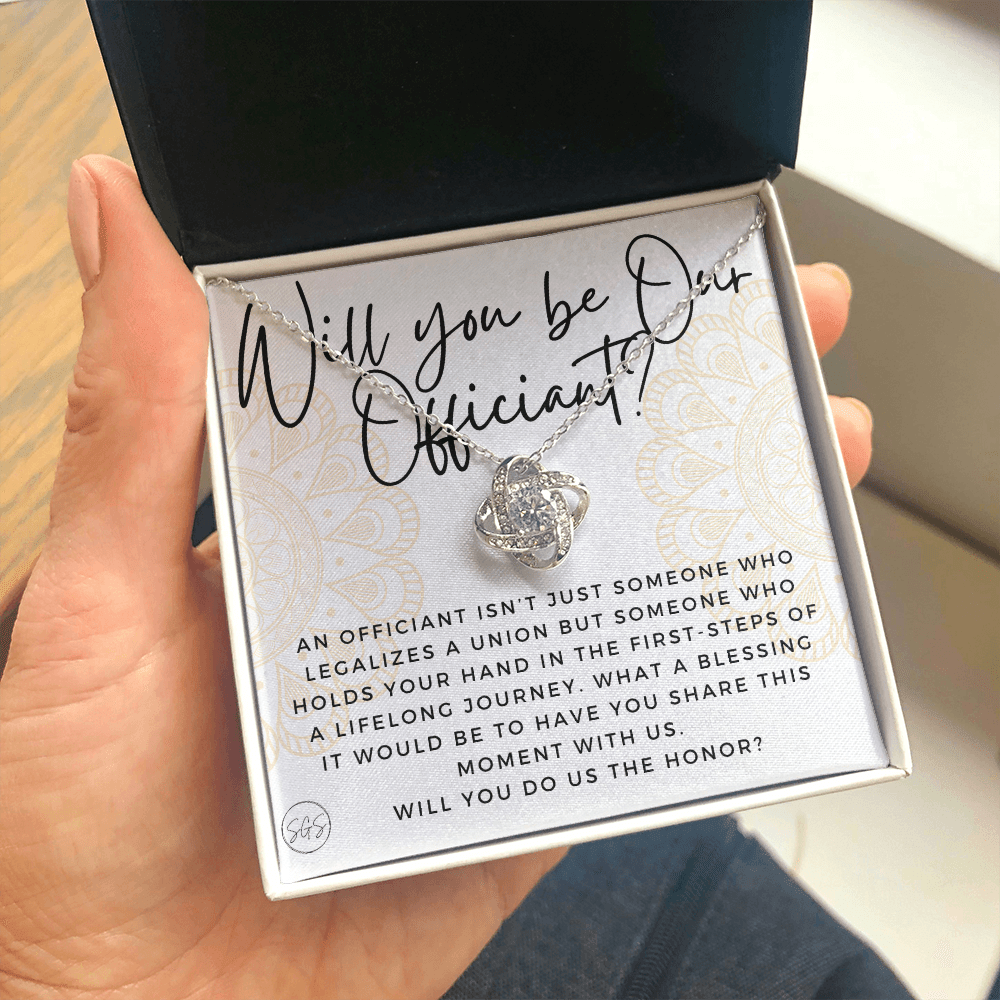 Will you be Our
Officiant?
AN OFFICIANT ISN'T JUST SOMEONE WHO
LEGALIZES A UNION BUT SOMEONE WHO
HOLDS YOUR HAND IN THE FIRST-STEPS OF
A LIFELONG JOURNEY. WHAT A BLESSING
IT WOULD BE TO HAVE YOU SHARE THIS
MOMENT WITH US.
WILL YOU DO US THE HONOR?
SGS